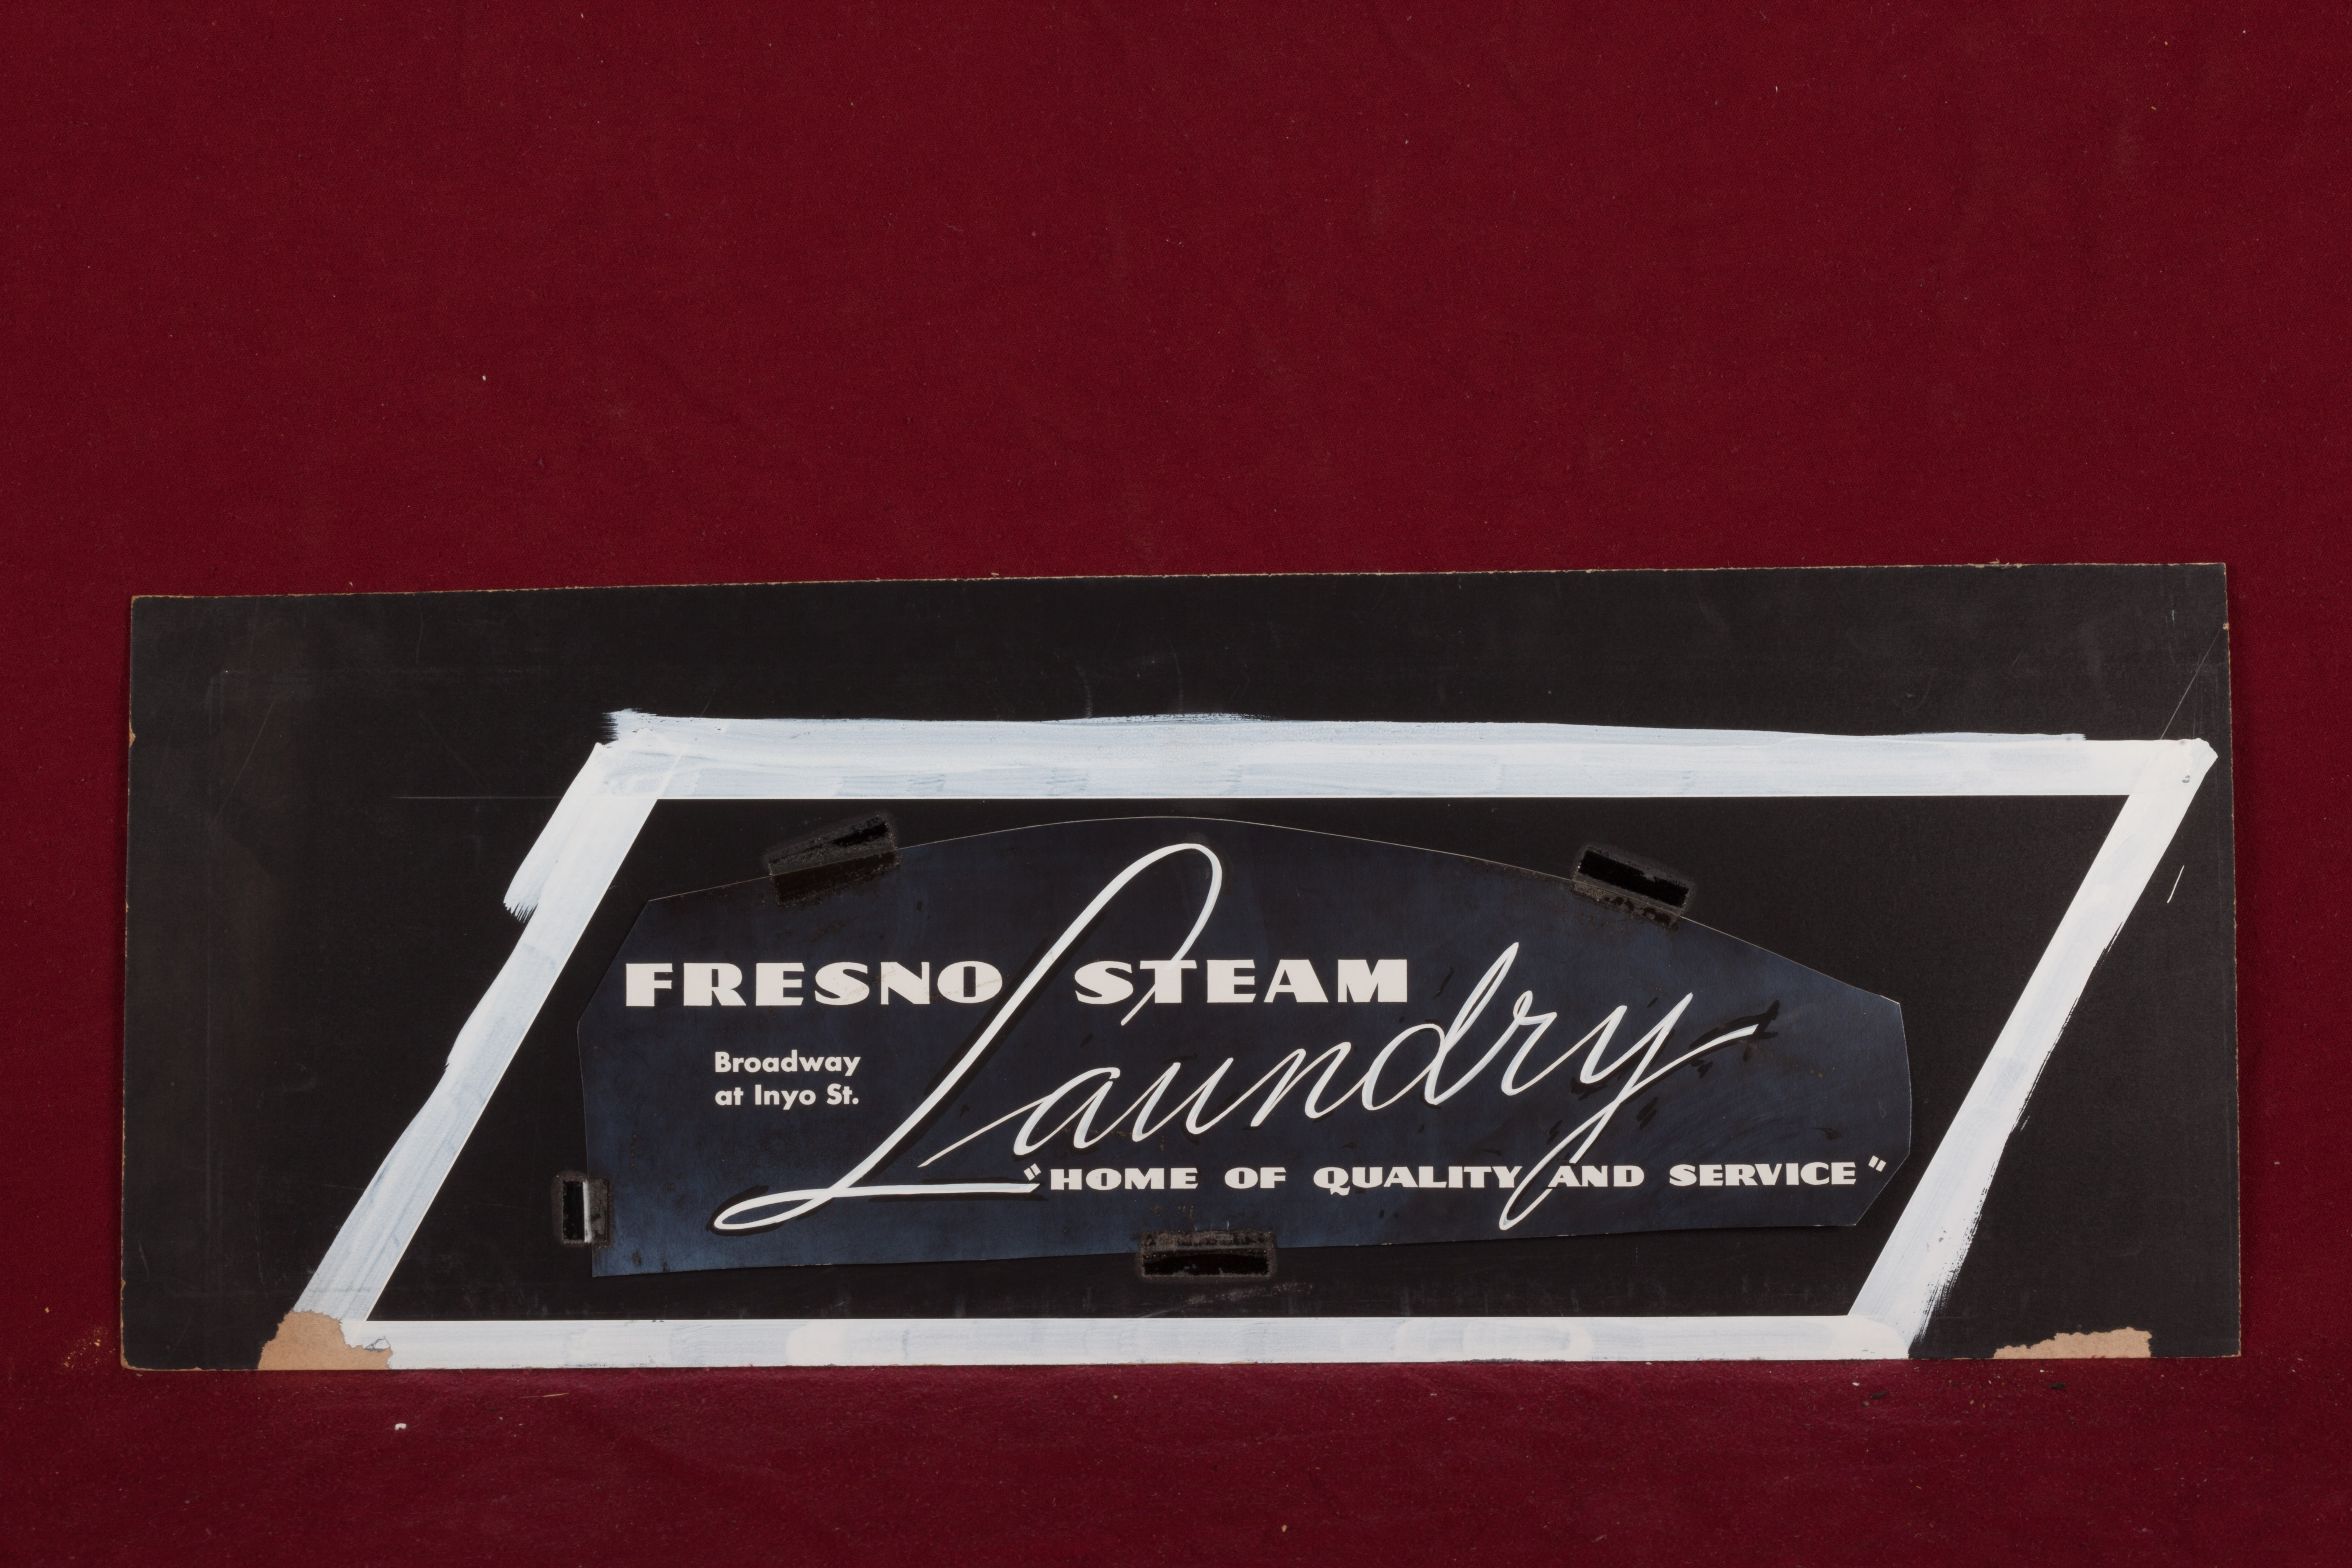 FRESNO STEAM
Laundry
Broadway
at Inyo St.
"HOME OF QUALITY AND SERVICE"